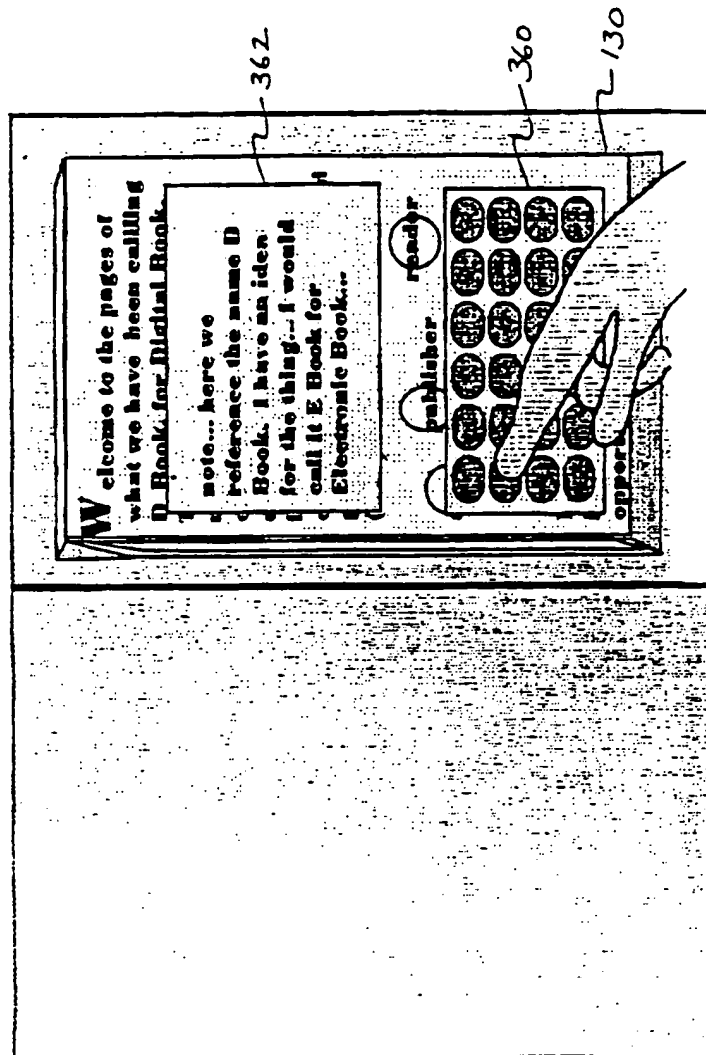 Welcome to the pages of
what we have been callling
D Book, for Digital Book.
note... here we
reference the name D
Book. I have an idea
for the thing... I would
call it E Book for
Electronic Book...
publisher
reader
362
360
130